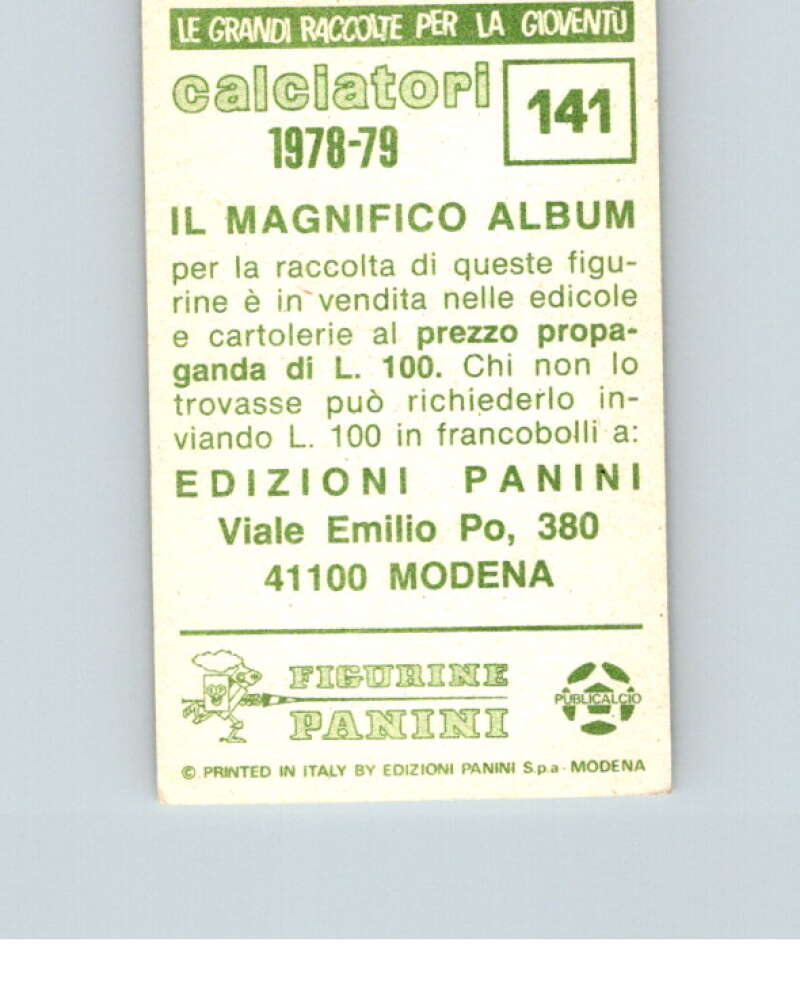 LE GRANDI RACCOLTE PER LA GIOVENTÙ
calciatori
1978-79
141
IL MAGNIFICO ALBUM
per la raccolta di queste figu-
rine è in vendita nelle edicole
e cartolerie al prezzo propa-
ganda di L. 100. Chi non lo
trovasse può richiederlo in-
viando L. 100 in francobolli a:
EDIZIONI PANINI
Viale Emilio Po, 380
41100 MODENA
FIGURINE
PANINI
PUBLICALCIO
© PRINTED IN ITALY BY EDIZIONI PANINI S.p.a - MODENA